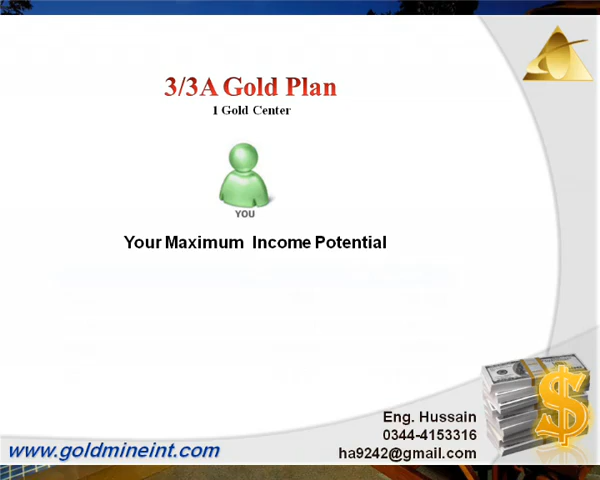 3/3A Gold Plan
1 Gold Center
YOU
Your Maximum Income Potential
Eng. Hussain
0344-4153316
ha9242@gmail.com
www.goldmineint.com